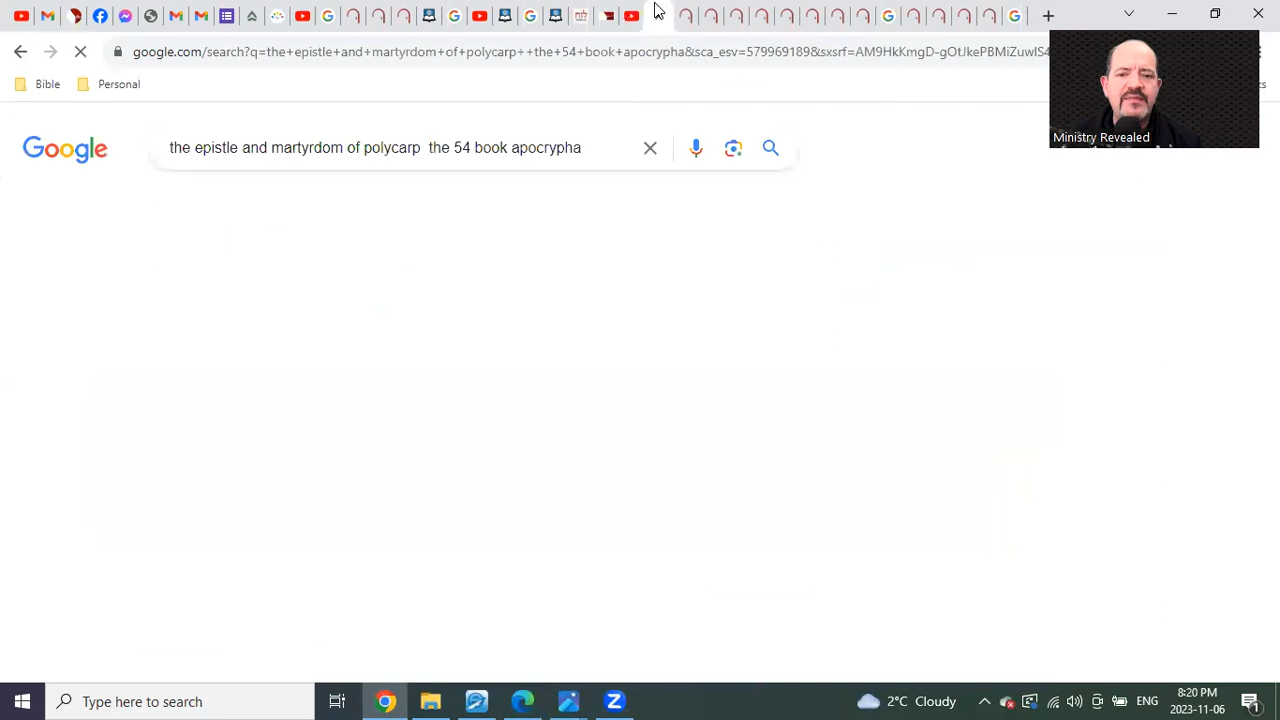 google.com/search?q=the+epistle+and+martyrdom+of+polycarp++the+54+book+apocrypha&sca_esv=579969189&sxsrf=AM9HkKmgD-gOtJkePBMiZuwIS4
Bible
Personal
Google
the epistle and martyrdom of polycarp  the 54 book apocrypha
Ministry Revealed
Type here to search
2°C Cloudy
ENG
8:20 PM
2023-11-06
1